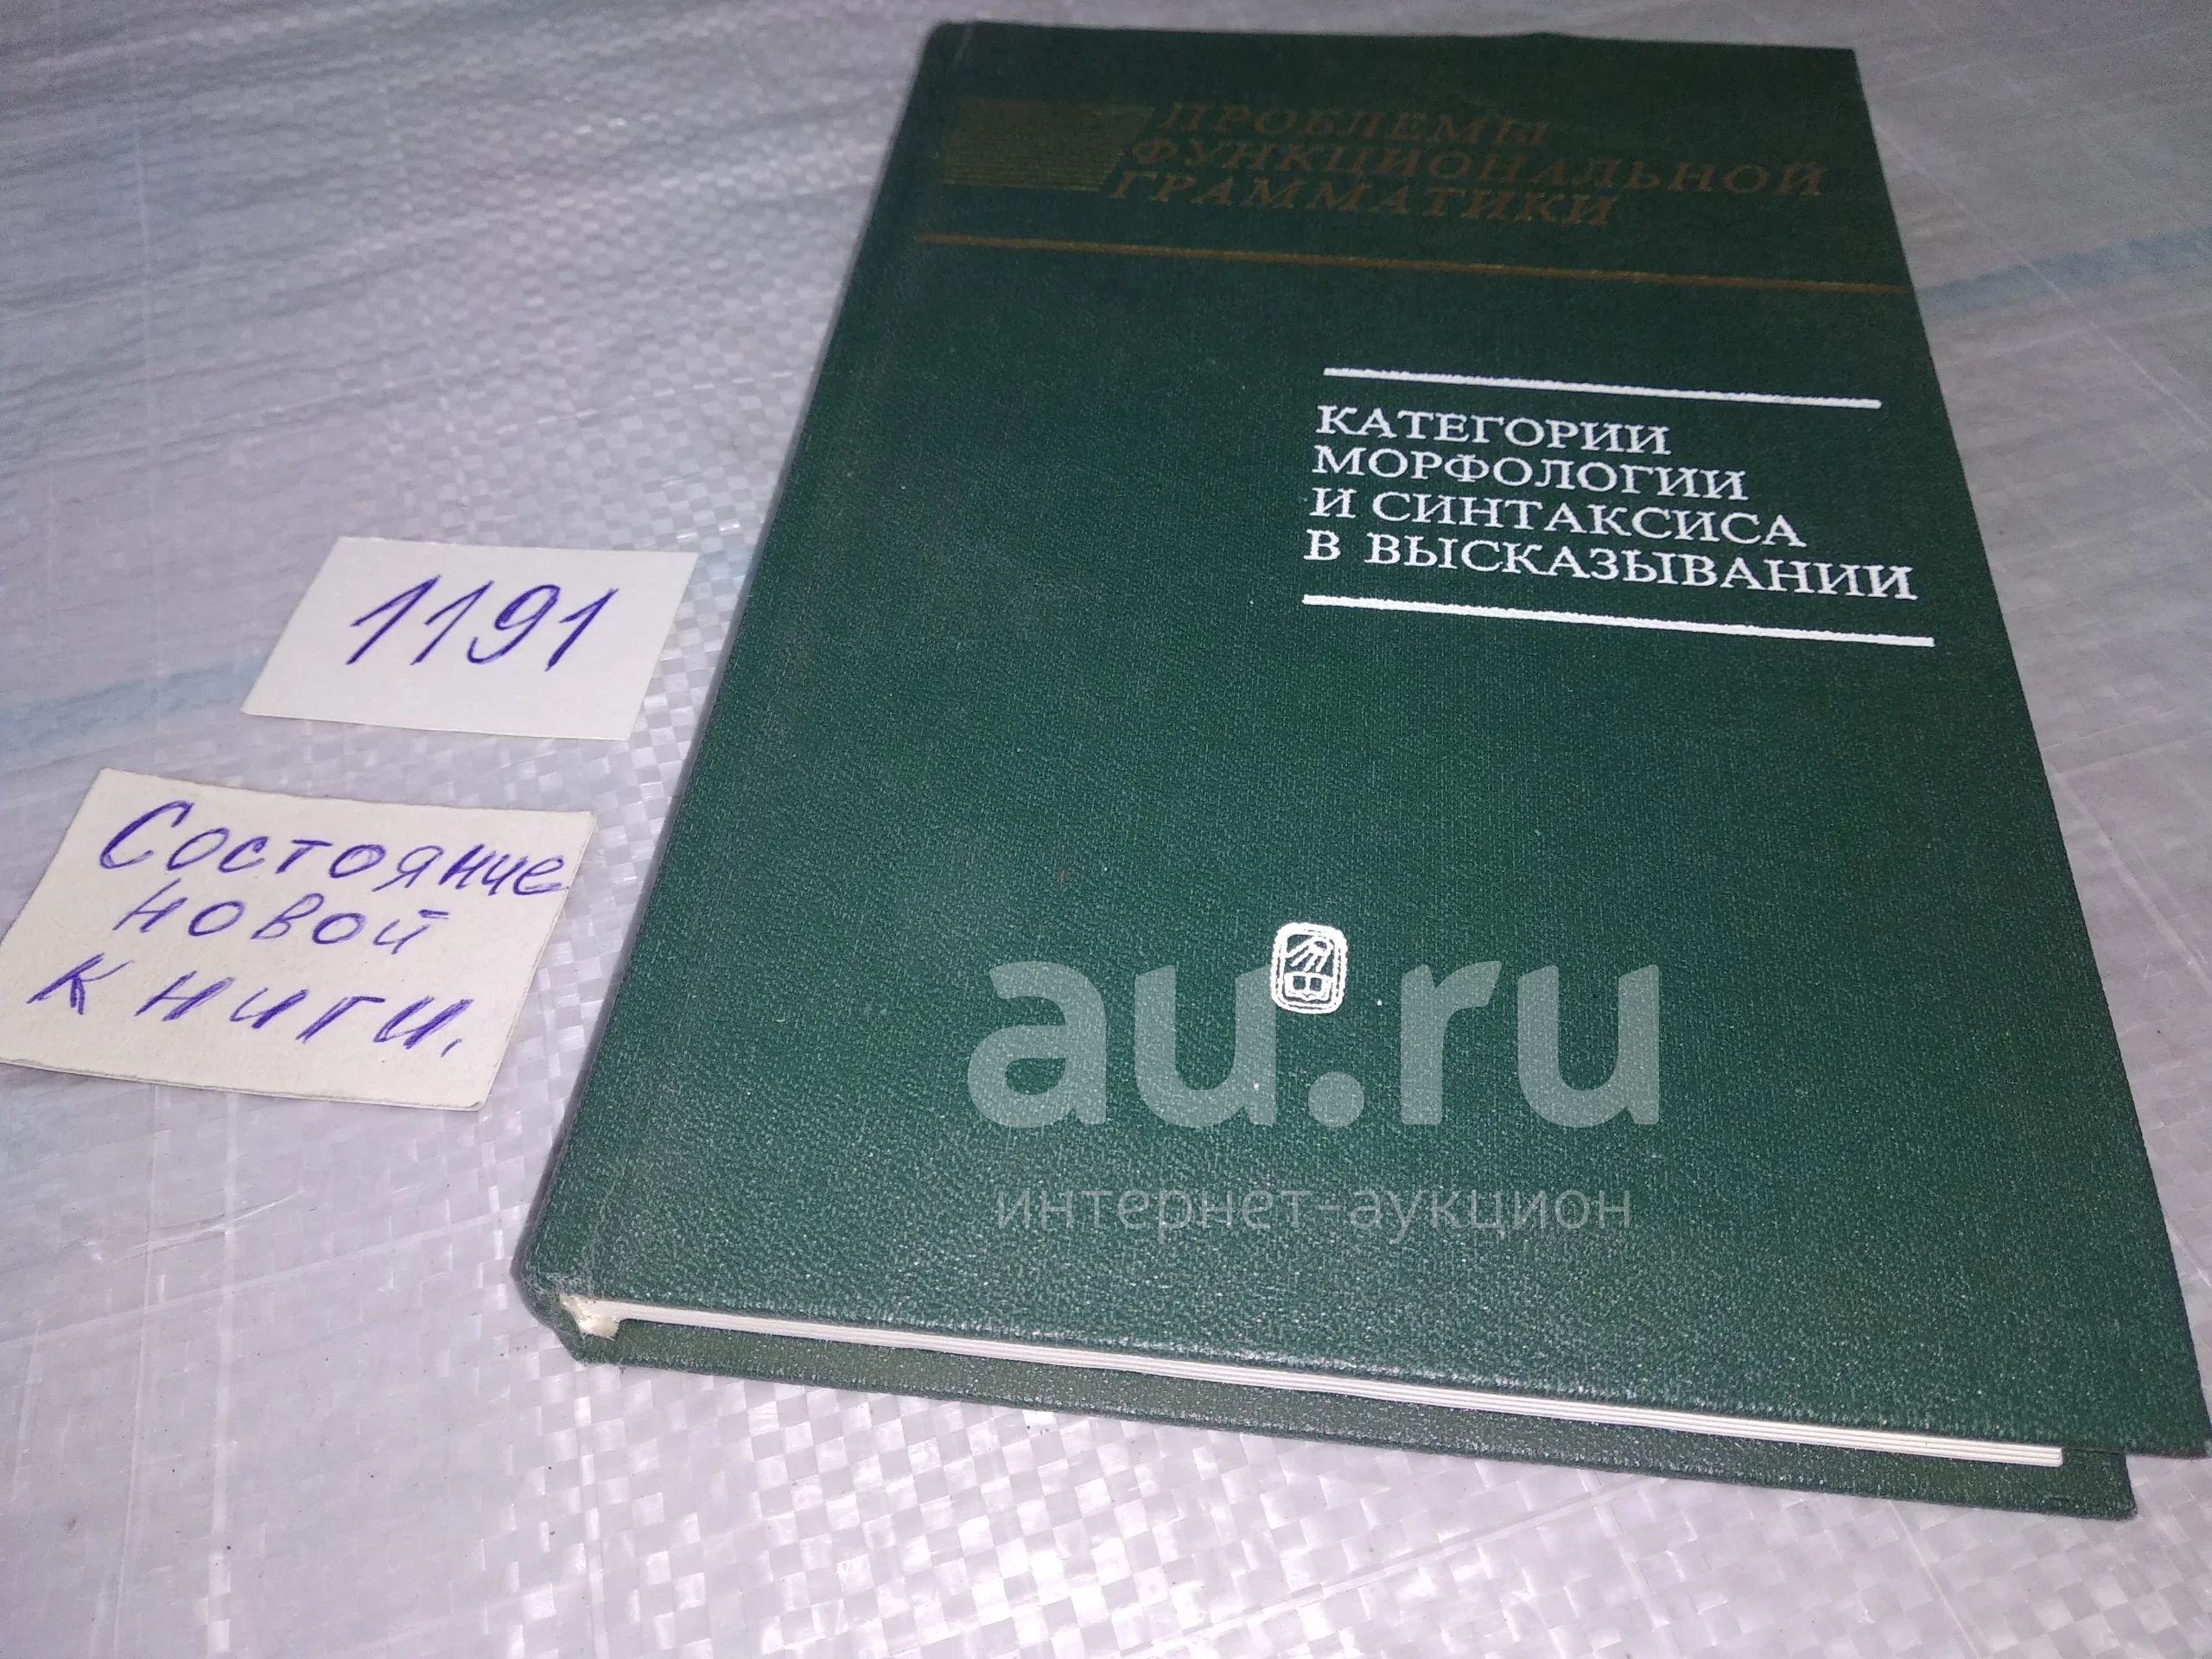 ПРОБЛЕМЫ
ФУНКЦИОНАЛЬНОЙ
ГРАММАТИКИ
КАТЕГОРИИ
МОРФОЛОГИИ
И СИНТАКСИСА
В ВЫСКАЗЫВАНИИ
1191
Состояние
новой
книги.
au.ru
интернет-аукцион